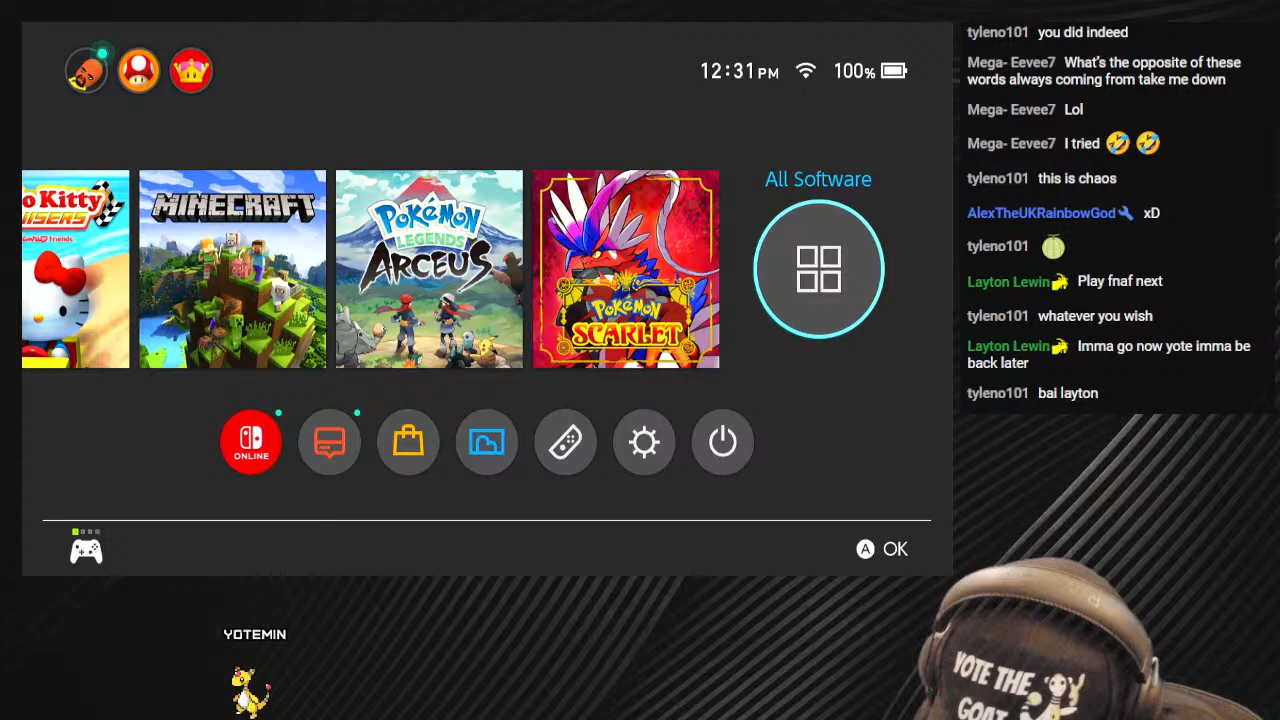 12:31 PM 100%
All Software
o Kitty
UISERS
friends
MINECRAFT
POKÉMON
LEGENDS
ARCEUS
POKÉMON
SCARLET
ONLINE
A OK
tyleno101 you did indeed
Mega- Eevee7 What's the opposite of these
words always coming from take me down
Mega- Eevee7 Lol
Mega- Eevee7 I tried 🤣 🤣
tyleno101 this is chaos
AlexTheUKRainbowGod xD
tyleno101 🍈
Layton Lewin Play fnaf next
tyleno101 whatever you wish
Layton Lewin Imma go now yote imma be
back later
tyleno101 bai layton
YOTEMIN
YOTE THE
GOAT